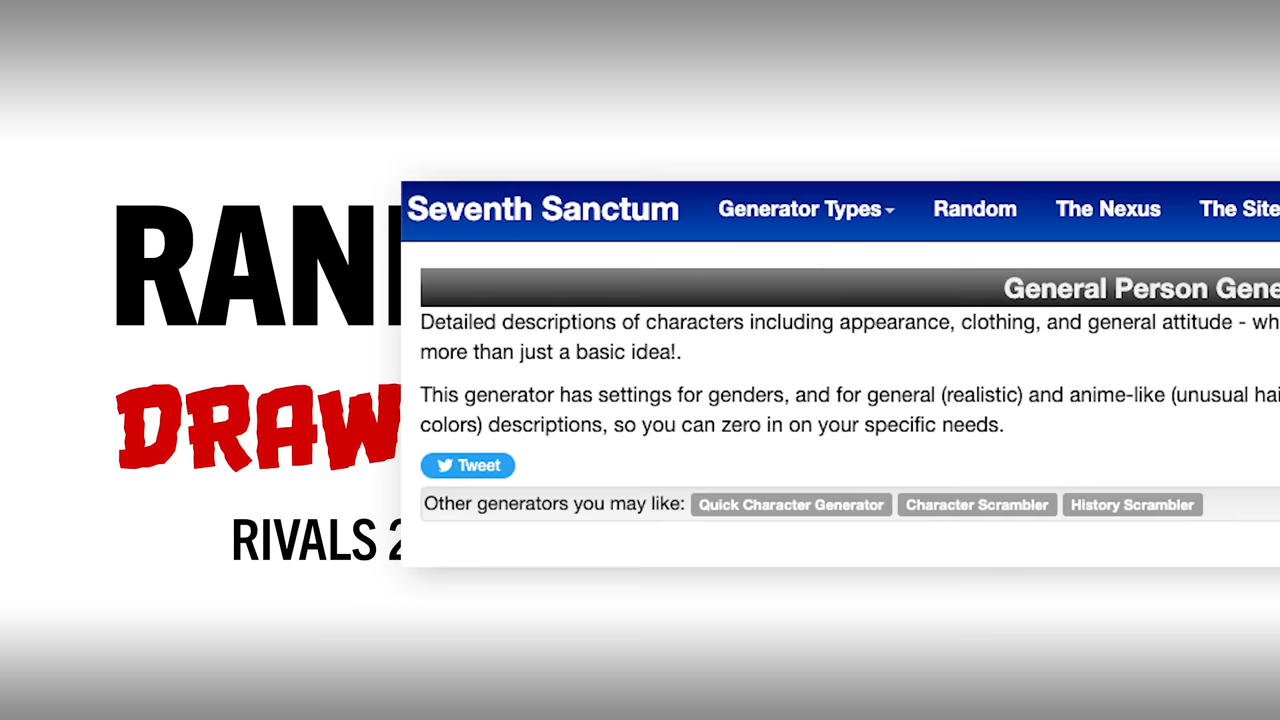 RAN
DRAW
RIVALS
Seventh Sanctum Generator Types Random The Nexus The Site
General Person Gene
Detailed descriptions of characters including appearance, clothing, and general attitude - wh
more than just a basic idea!.
This generator has settings for genders, and for general (realistic) and anime-like (unusual hai
colors) descriptions, so you can zero in on your specific needs.
Tweet
Other generators you may like: Quick Character Generator Character Scrambler History Scrambler